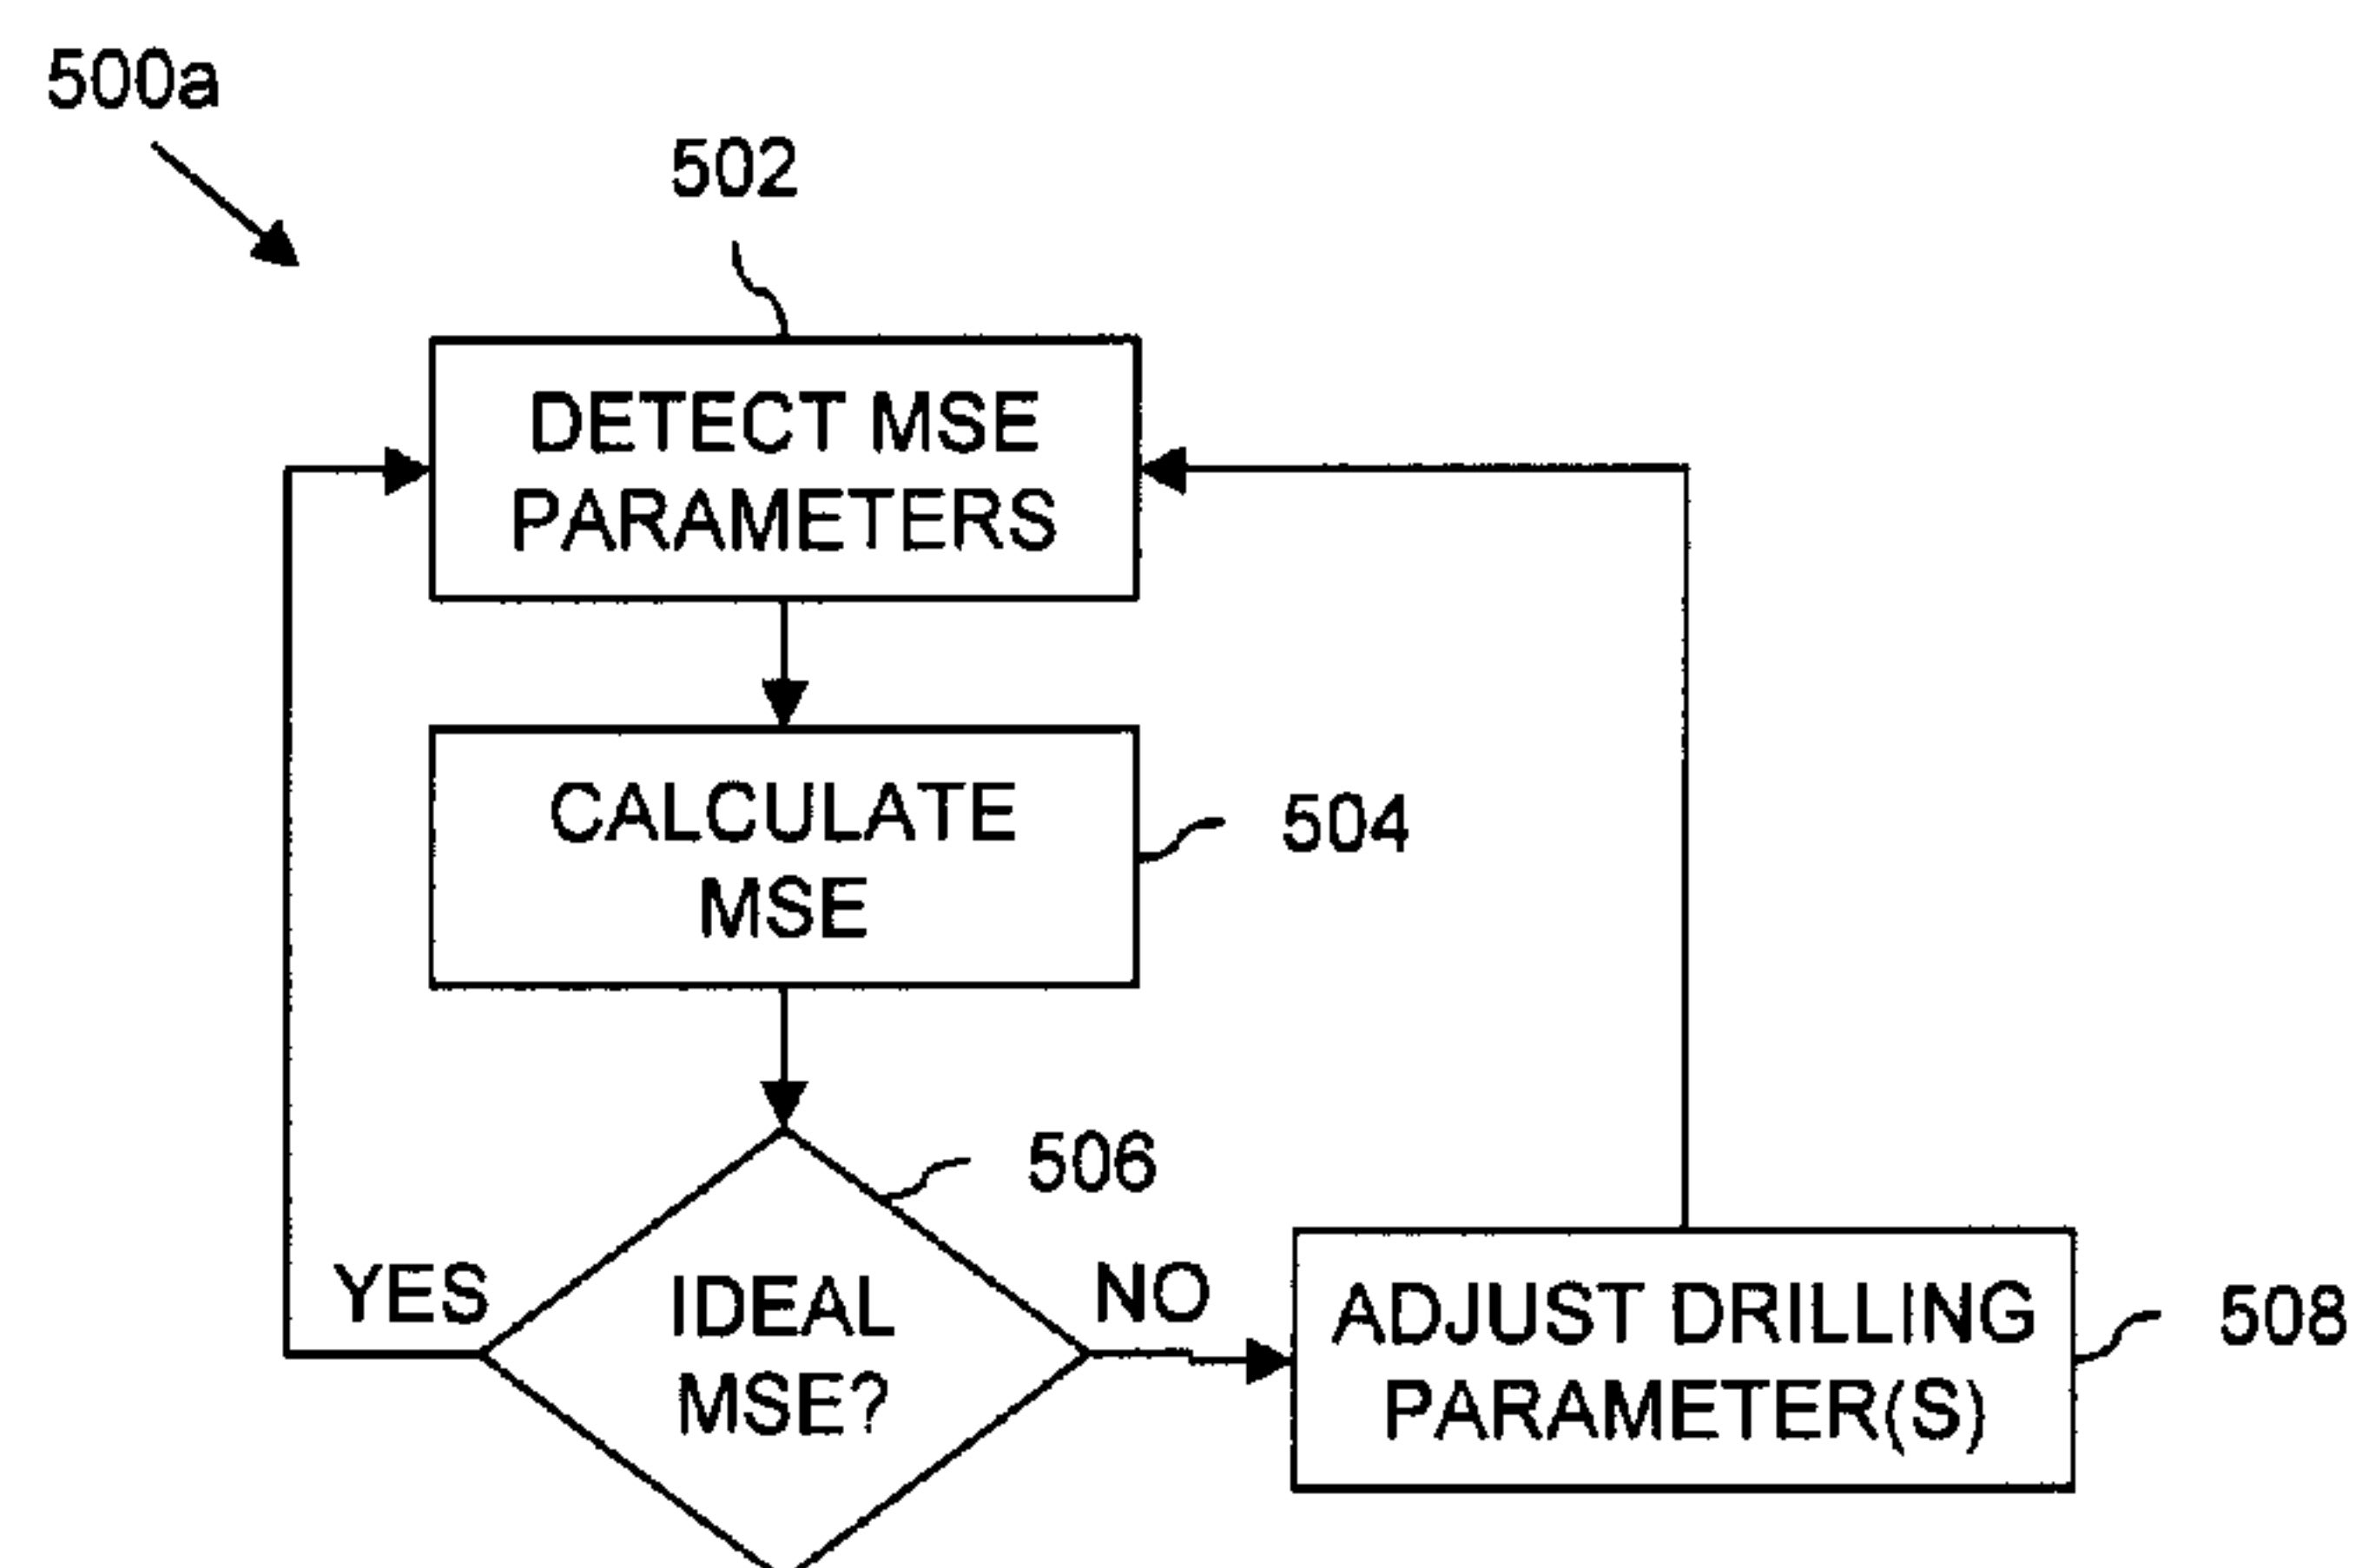 500a
502
DETECT MSE
PARAMETERS
CALCULATE
MSE
504
506
YES
IDEAL
MSE?
NO
ADJUST DRILLING
PARAMETER(S)
508